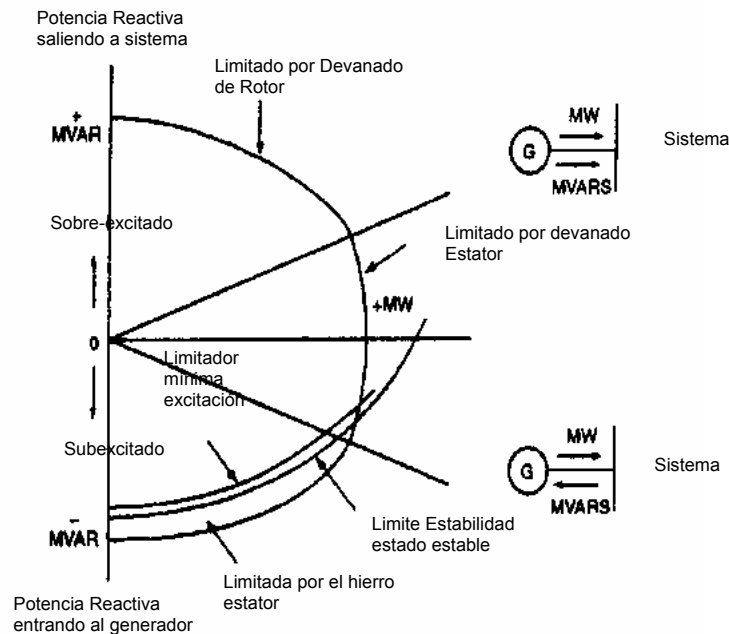 Potencia Reactiva
saliendo a sistema
Limitado por Devanado
de Rotor
+
MVAR
MW
G
MVARS
Sistema
Sobre-excitado
Limitado por devanado
Estator
+MW
0
Limitador
mínima
excitación
Subexcitado
MW
G
MVARS
Sistema
Limite Estabilidad
estado estable
-
MVAR
Limitada por el hierro
estator
Potencia Reactiva
entrando al generador